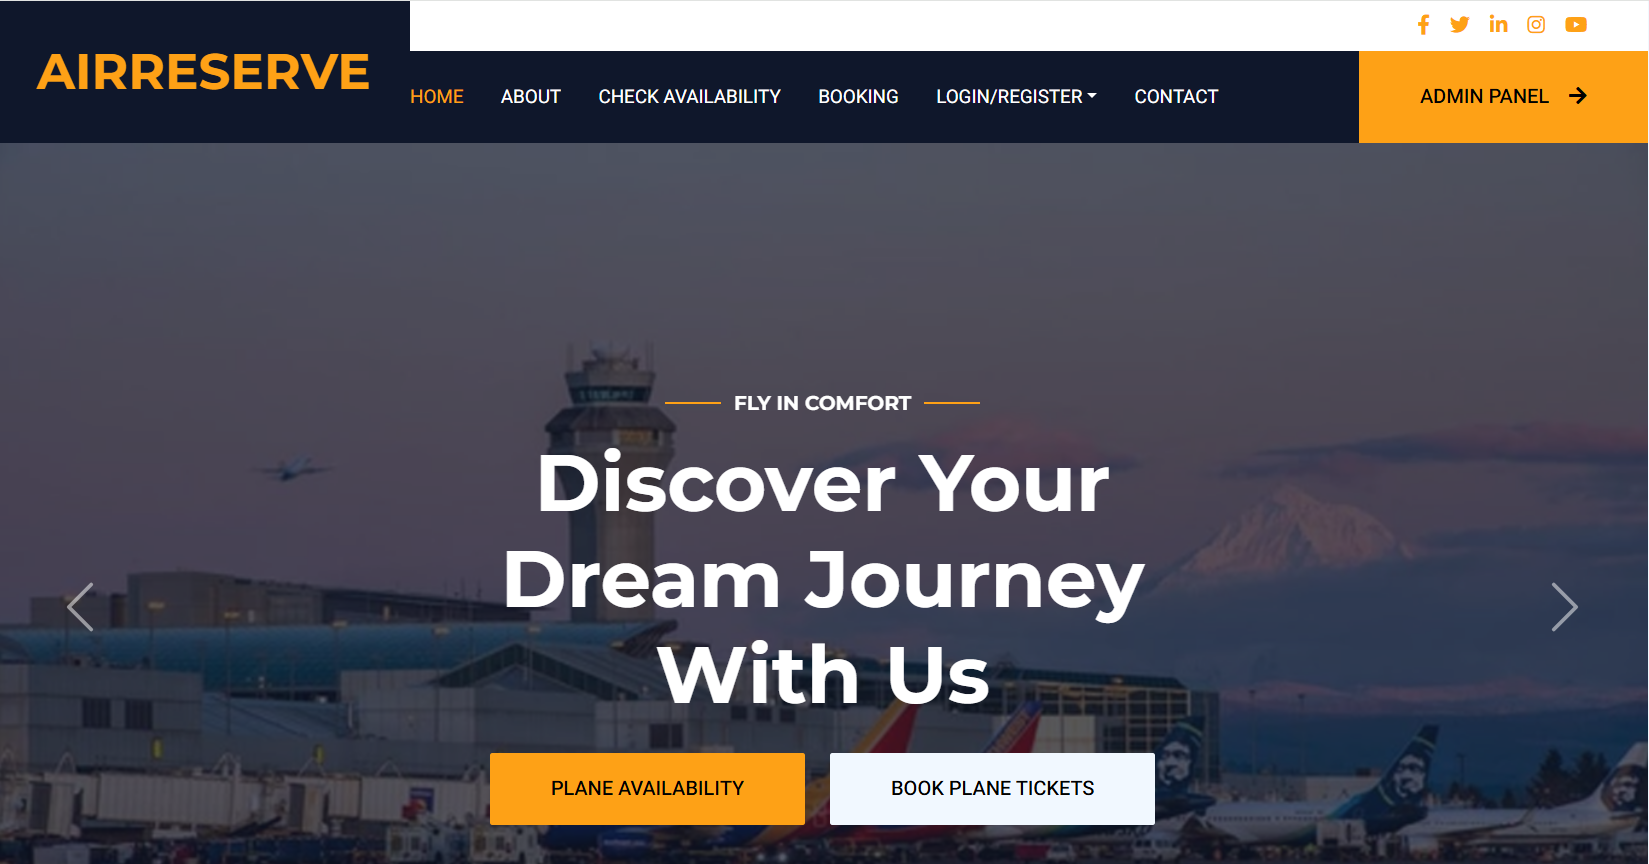 AIRRESERVE
HOME ABOUT CHECK AVAILABILITY BOOKING LOGIN/REGISTER CONTACT ADMIN PANEL
FLY IN COMFORT
Discover Your
Dream Journey
With Us
PLANE AVAILABILITY BOOK PLANE TICKETS